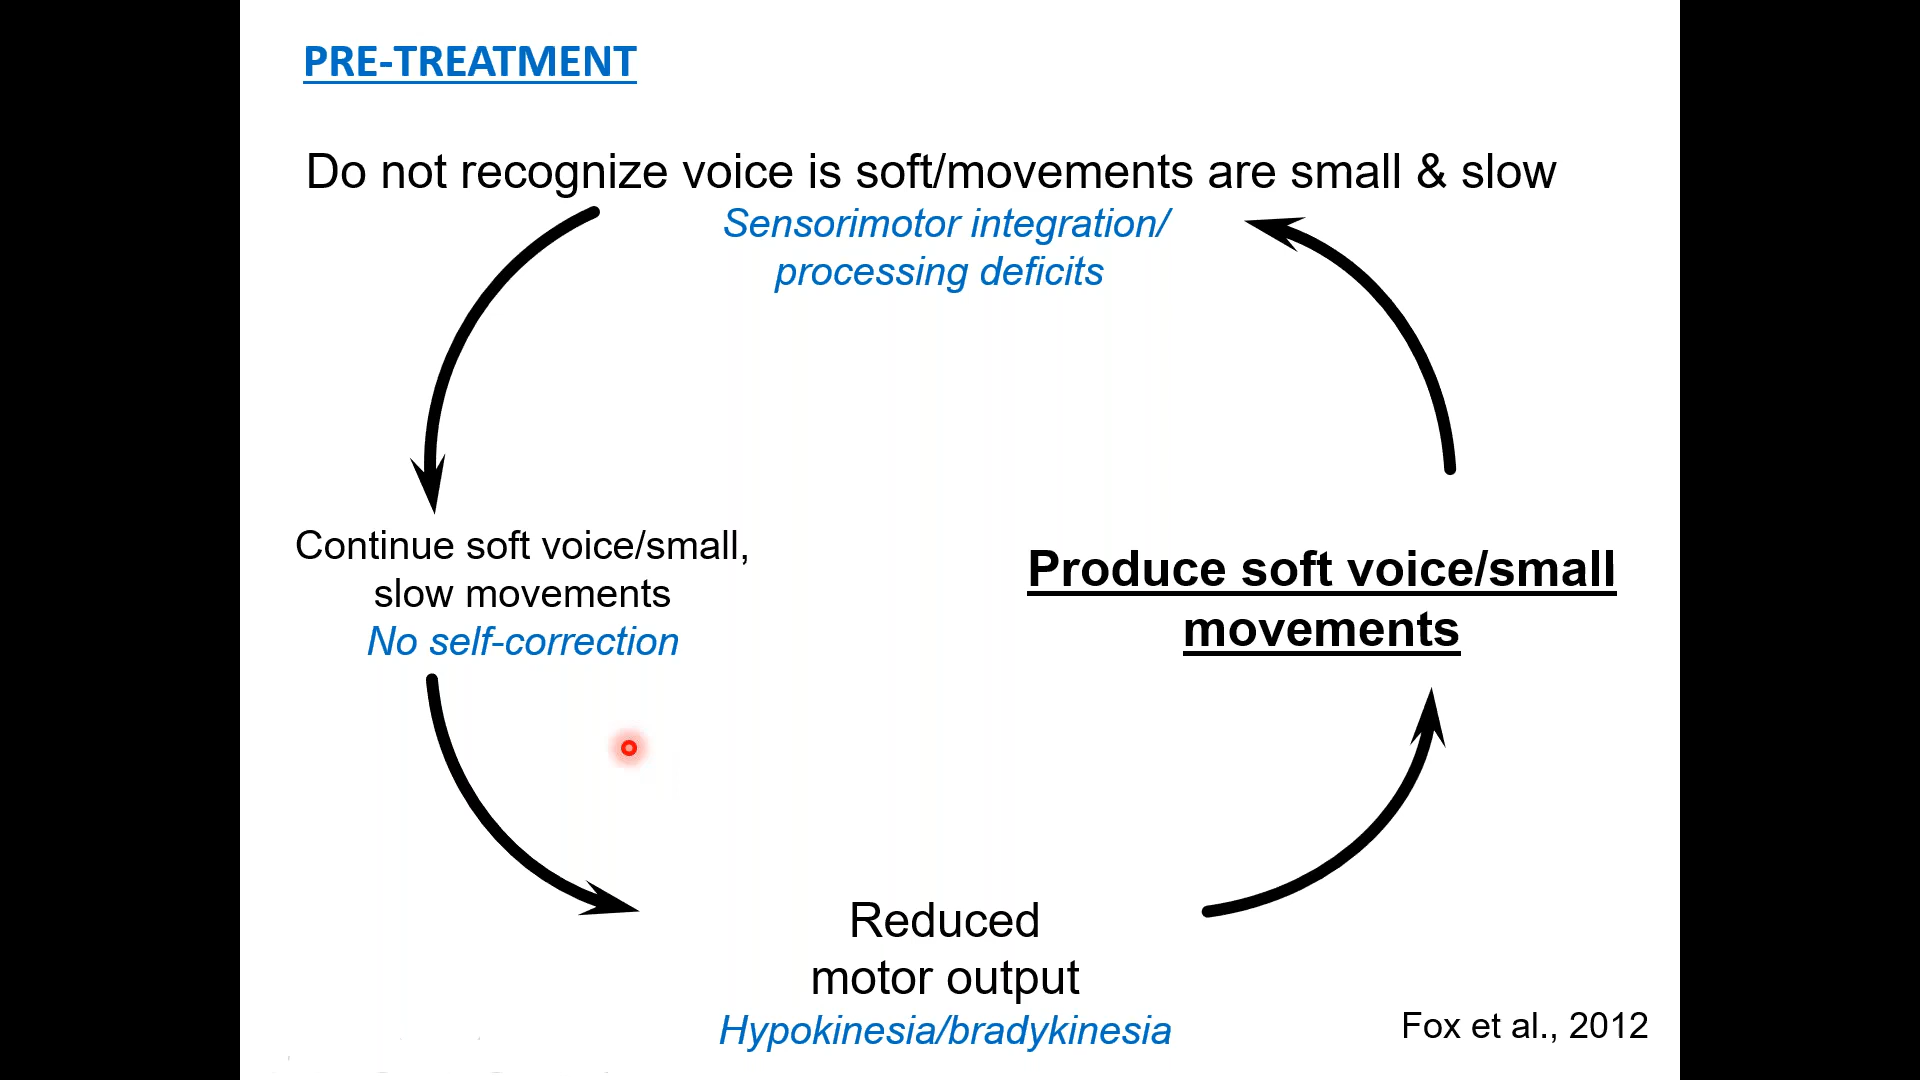 PRE-TREATMENT
Do not recognize voice is soft/movements are small & slow
Sensorimotor integration/
processing deficits
Continue soft voice/small,
slow movements
No self-correction
Produce soft voice/small
movements
Reduced
motor output
Hypokinesia/bradykinesia
Fox et al., 2012